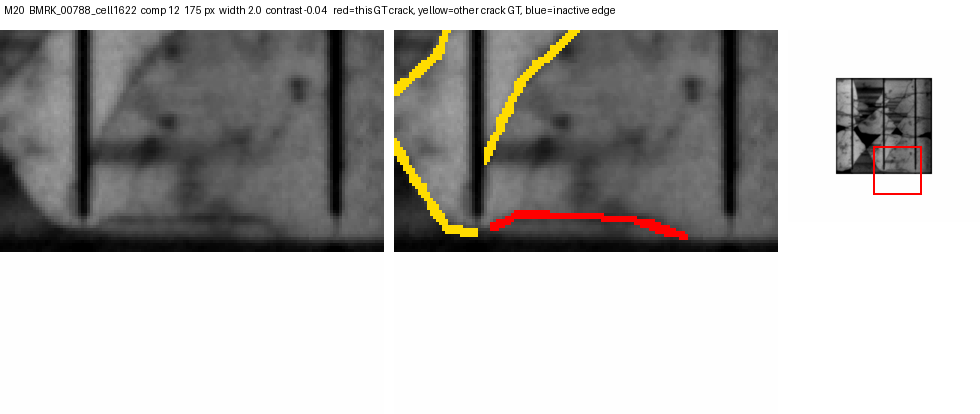 M20 BMRK_00788_cell1622 comp 12 175 px width 2.0 contrast -0.04 red=this GT crack, yellow=other crack GT, blue=inactive edge